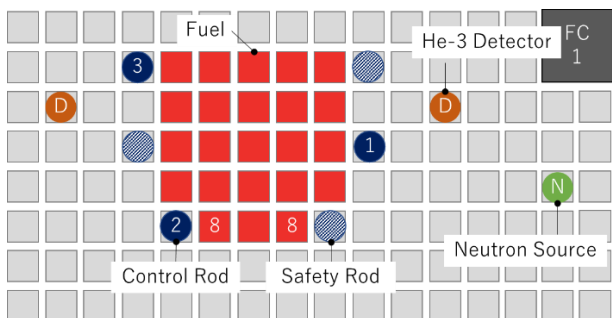 Fuel
He-3 Detector
FC
1
3
D
D
1
N
2
8
8
Neutron Source
Control Rod
Safety Rod